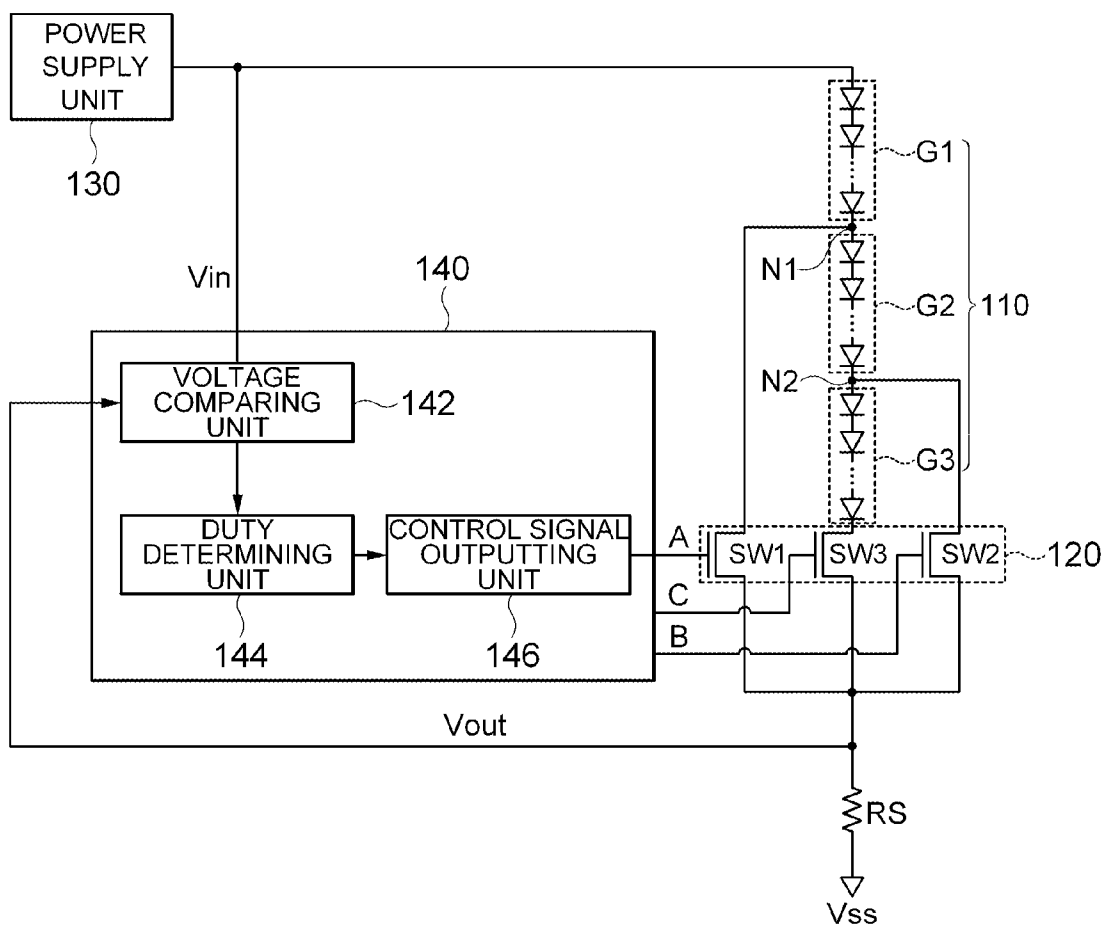 POWER
SUPPLY
UNIT
130
G1
N1
Vin
140
G2
110
N2
VOLTAGE
COMPARING
UNIT
142
G3
DUTY
DETERMINING
UNIT
CONTROL SIGNAL
OUTPUTTING
UNIT
A
SW1
SW3
SW2
120
C
B
144
146
Vout
RS
Vss